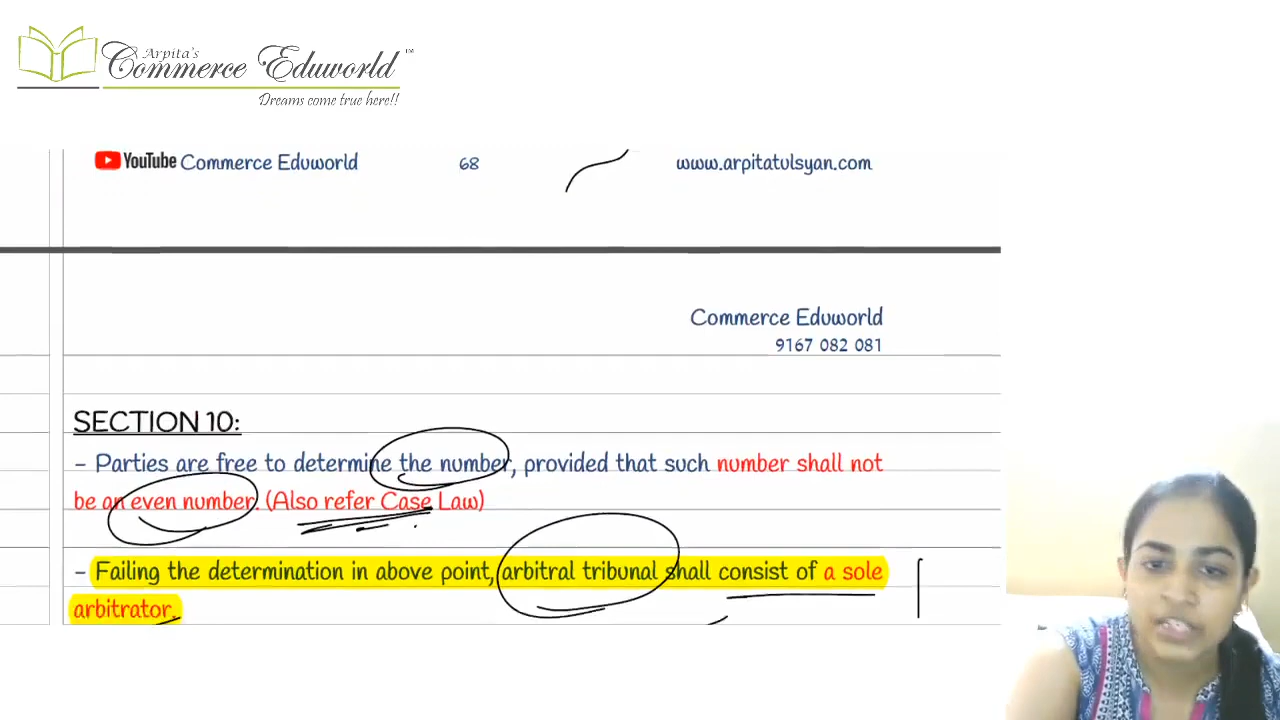 Arpita's
Commerce Eduworld™
Dreams come true here!!
YouTube Commerce Eduworld 68 www.arpitatulsyan.com
Commerce Eduworld
9167 082 081
SECTION 10:
- Parties are free to determine the number, provided that such number shall not
be an even number. (Also refer Case Law)
- Failing the determination in above point, arbitral tribunal shall consist of a sole
arbitrator.